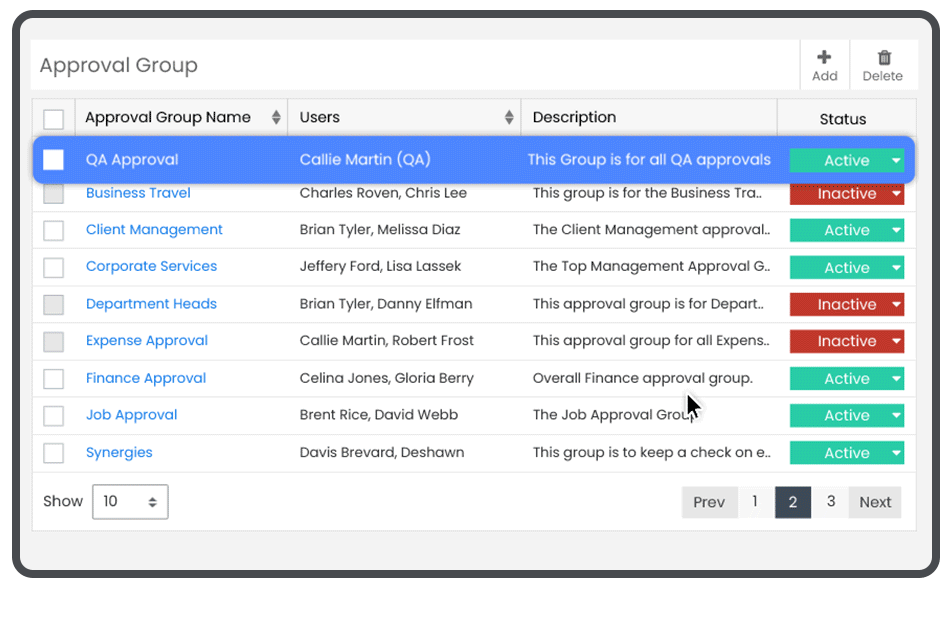 Approval Group
Add Delete
Approval Group Name Users Description Status
QA Approval Callie Martin (QA) This Group is for all QA approvals Active
Business Travel Charles Roven, Chris Lee This group is for the Business Tra.. Inactive
Client Management Brian Tyler, Melissa Diaz The Client Management approval.. Active
Corporate Services Jeffery Ford, Lisa Lassek The Top Management Approval G.. Active
Department Heads Brian Tyler, Danny Elfman This approval group is for Depart.. Inactive
Expense Approval Callie Martin, Robert Frost This approval group for all Expens.. Inactive
Finance Approval Celina Jones, Gloria Berry Overall Finance approval group. Active
Job Approval Brent Rice, David Webb The Job Approval Group Active
Synergies Davis Brevard, Deshawn This group is to keep a check on e.. Active
Show 10 Prev 1 2 3 Next